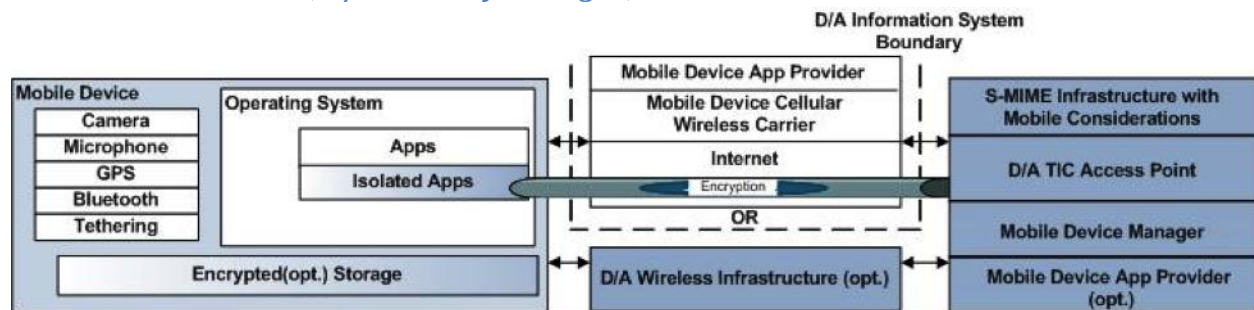 D/A Information System
Boundary
Mobile Device
Camera
Microphone
GPS
Bluetooth
Tethering
Operating System
Apps
Isolated Apps
Encrypted(opt.) Storage
Mobile Device App Provider
Mobile Device Cellular
Wireless Carrier
Internet
Encryption
OR
D/A Wireless Infrastructure (opt.)
S-MIME Infrastructure with
Mobile Considerations
D/A TIC Access Point
Mobile Device Manager
Mobile Device App Provider
(opt.)